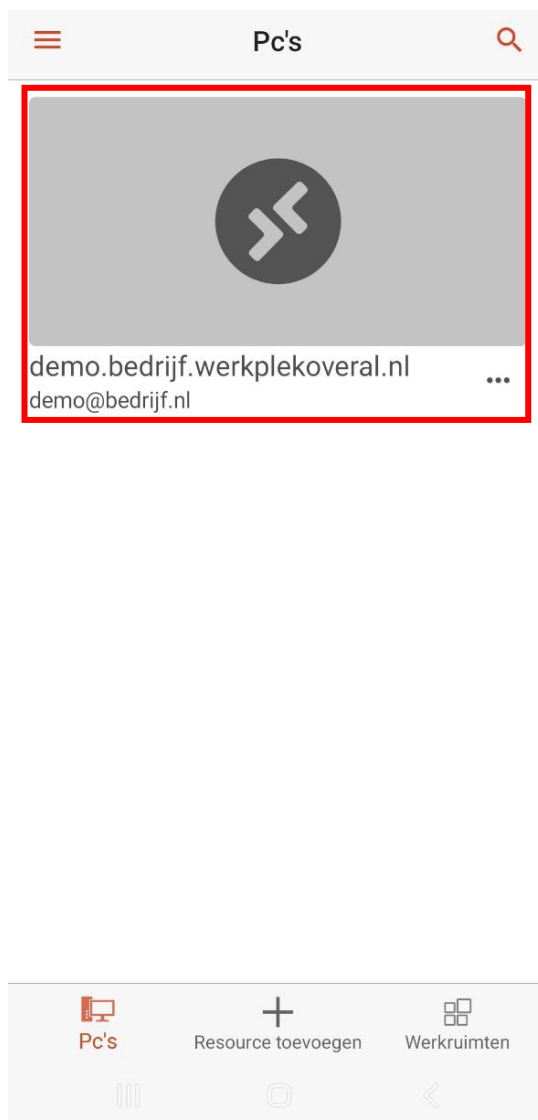 Pc's
demo.bedrijf.werkplekoveral.nl
demo@bedrijf.nl
Pc's
Resource toevoegen
Werkruimten